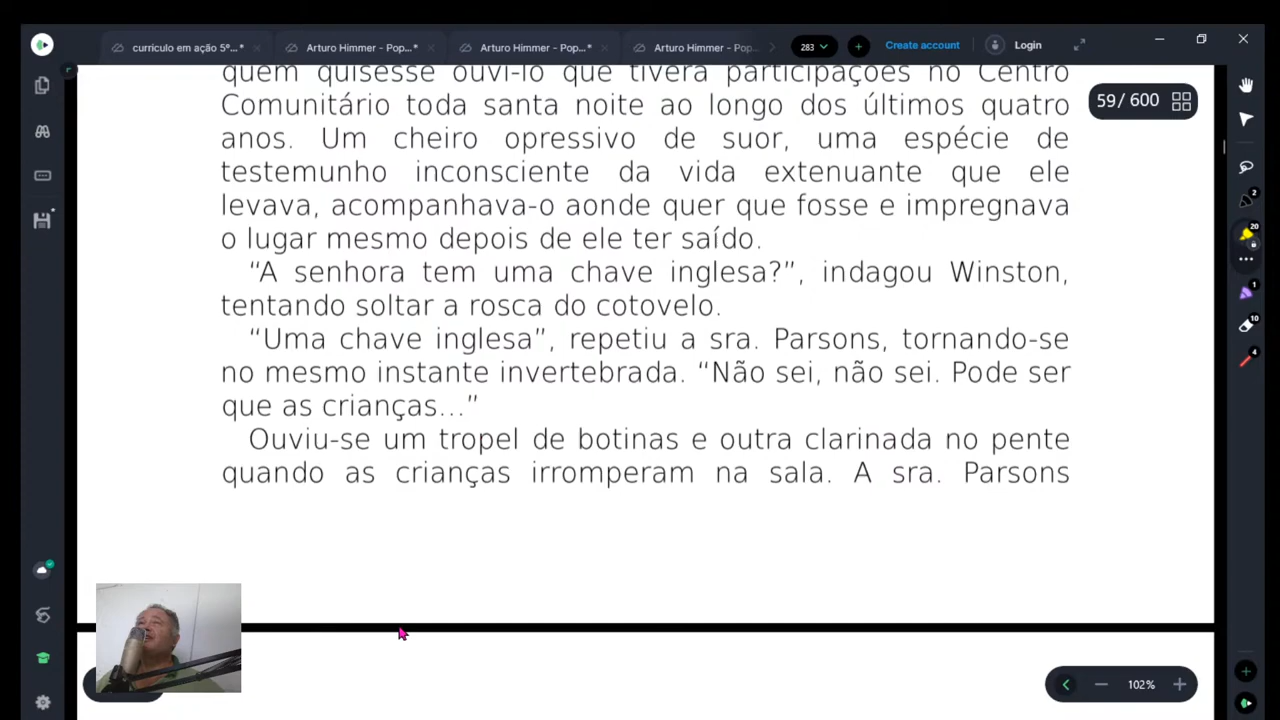 curriculo em ação 5º...*
Arturo Himmer - Pop...*
Arturo Himmer - Pop...*
Arturo Himmer - Pop...
283
Create account
Login
59/ 600
quem quisesse ouvi-lo que tivera participações no Centro
Comunitário toda santa noite ao longo dos últimos quatro
anos. Um cheiro opressivo de suor, uma espécie de
testemunho inconsciente da vida extenuante que ele
levava, acompanhava-o aonde quer que fosse e impregnava
o lugar mesmo depois de ele ter saído.
“A senhora tem uma chave inglesa?”, indagou Winston,
tentando soltar a rosca do cotovelo.
“Uma chave inglesa”, repetiu a sra. Parsons, tornando-se
no mesmo instante invertebrada. “Não sei, não sei. Pode ser
que as crianças...”
Ouviu-se um tropel de botinas e outra clarinada no pente
quando as crianças irromperam na sala. A sra. Parsons
2
20
1
10
4
102%